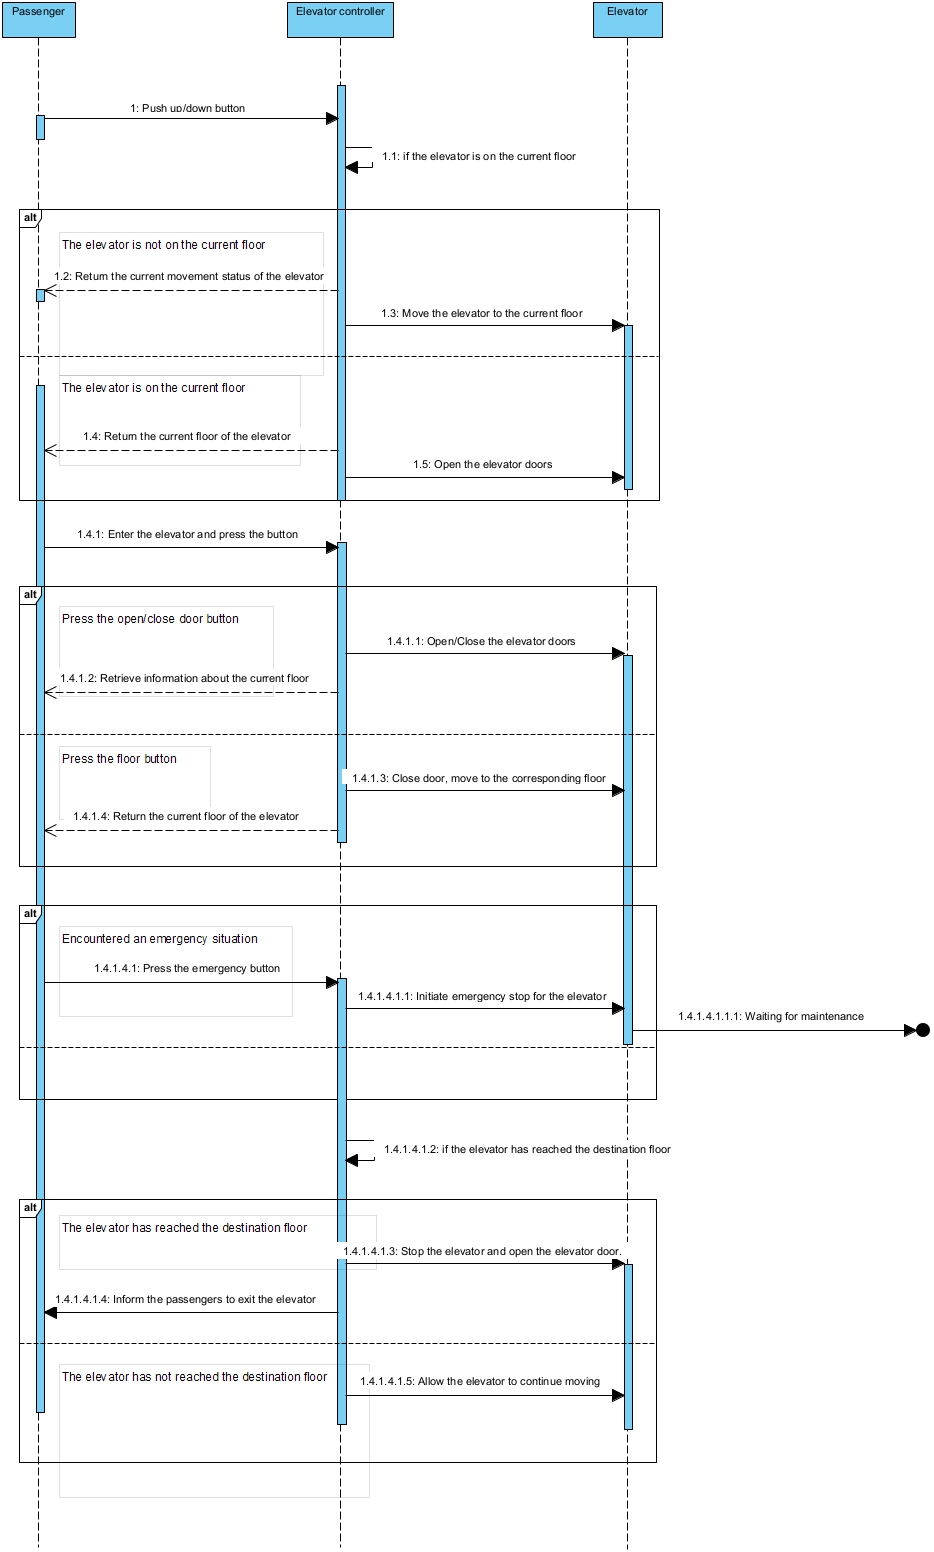 Passenger
Elevator controller
Elevator
1: Push up/down button
1.1: if the elevator is on the current floor
alt
The elevator is not on the current floor
1.2: Return the current movement status of the elevator
1.3: Move the elevator to the current floor
The elevator is on the current floor
1.4: Return the current floor of the elevator
1.5: Open the elevator doors
1.4.1: Enter the elevator and press the button
alt
Press the open/close door button
1.4.1.1: Open/Close the elevator doors
1.4.1.2: Retrieve information about the current floor
Press the floor button
1.4.1.3: Close door, move to the corresponding floor
1.4.1.4: Return the current floor of the elevator
alt
Encountered an emergency situation
1.4.1.4.1: Press the emergency button
1.4.1.4.1.1: Initiate emergency stop for the elevator
1.4.1.4.1.1.1: Waiting for maintenance
1.4.1.4.1.2: if the elevator has reached the destination floor
alt
The elevator has reached the destination floor
1.4.1.4.1.3: Stop the elevator and open the elevator door.
1.4.1.4.1.4: Inform the passengers to exit the elevator
The elevator has not reached the destination floor
1.4.1.4.1.5: Allow the elevator to continue moving